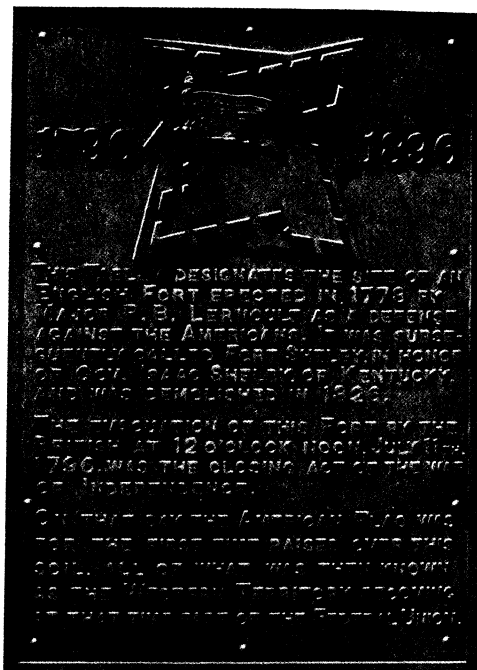 1796 1896
THIS TABLET DESIGNATES THE SITE OF AN
ENGLISH FORT ERECTED IN 1778 BY
MAJOR R. B. LERNOULT AS A DEFENSE
AGAINST THE AMERICANS. IT WAS SUBSE-
QUENTLY CALLED FORT SHELBY, IN HONOR
OF GOV. ISAAC SHELBY OF KENTUCKY,
AND WAS DEMOLISHED IN 1826.
THE EVACUATION OF THIS FORT BY THE
BRITISH AT 12 O'CLOCK NOON, JULY 11TH,
1796, WAS THE CLOSING ACT OF THE WAR
OF INDEPENDENCE.
ON THAT DAY THE AMERICAN FLAG WAS
FOR THE FIRST TIME RAISED OVER THIS
SOIL, ALL OF WHAT WAS THEN KNOWN
AS THE WESTERN TERRITORY BECOMING
AT THAT TIME PART OF THE FEDERAL UNION.